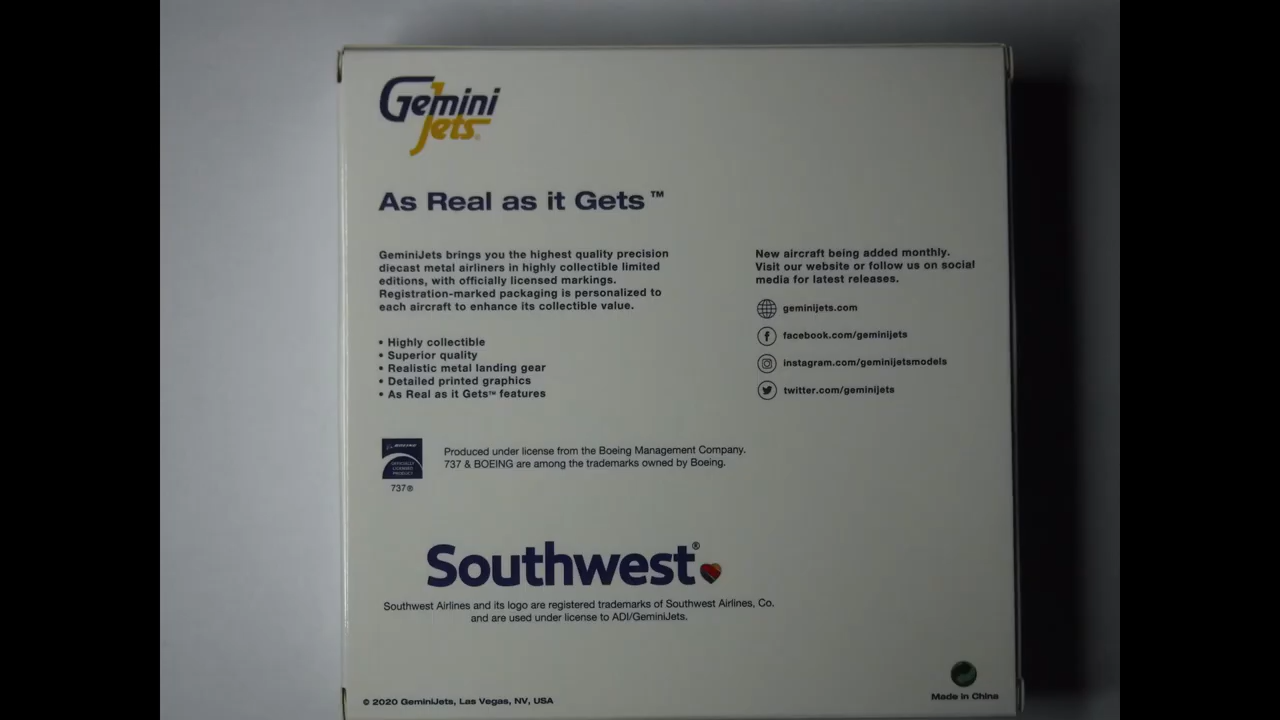 Gemini
Jets®
As Real as it Gets™
GeminiJets brings you the highest quality precision
diecast metal airliners in highly collectible limited
editions, with officially licensed markings.
Registration-marked packaging is personalized to
each aircraft to enhance its collectible value.
• Highly collectible
• Superior quality
• Realistic metal landing gear
• Detailed printed graphics
• As Real as it Gets™ features
New aircraft being added monthly.
Visit our website or follow us on social
media for latest releases.
geminijets.com
facebook.com/geminijets
instagram.com/geminijetsmodels
twitter.com/geminijets
BOEING
OFFICIALLY
LICENSED
PRODUCT
737®
Produced under license from the Boeing Management Company.
737 & BOEING are among the trademarks owned by Boeing.
Southwest®
Southwest Airlines and its logo are registered trademarks of Southwest Airlines, Co.
and are used under license to ADI/GeminiJets.
© 2020 GeminiJets, Las Vegas, NV, USA
Made in China